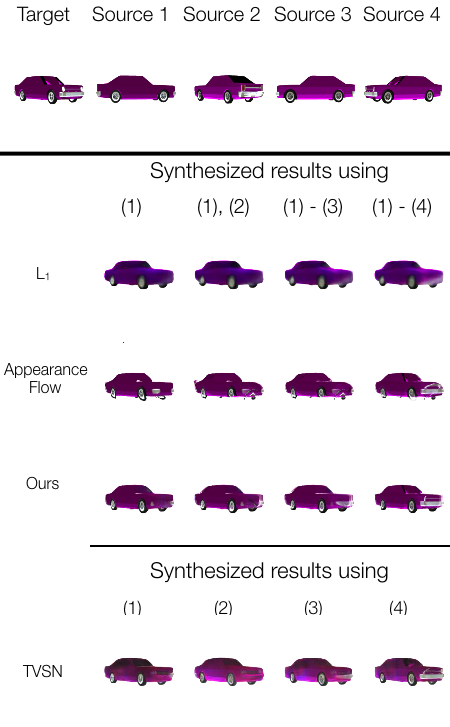 Target Source 1 Source 2 Source 3 Source 4
Synthesized results using
(1) (1), (2) (1) - (3) (1) - (4)
L₁
Appearance
Flow
Ours
Synthesized results using
(1) (2) (3) (4)
TVSN